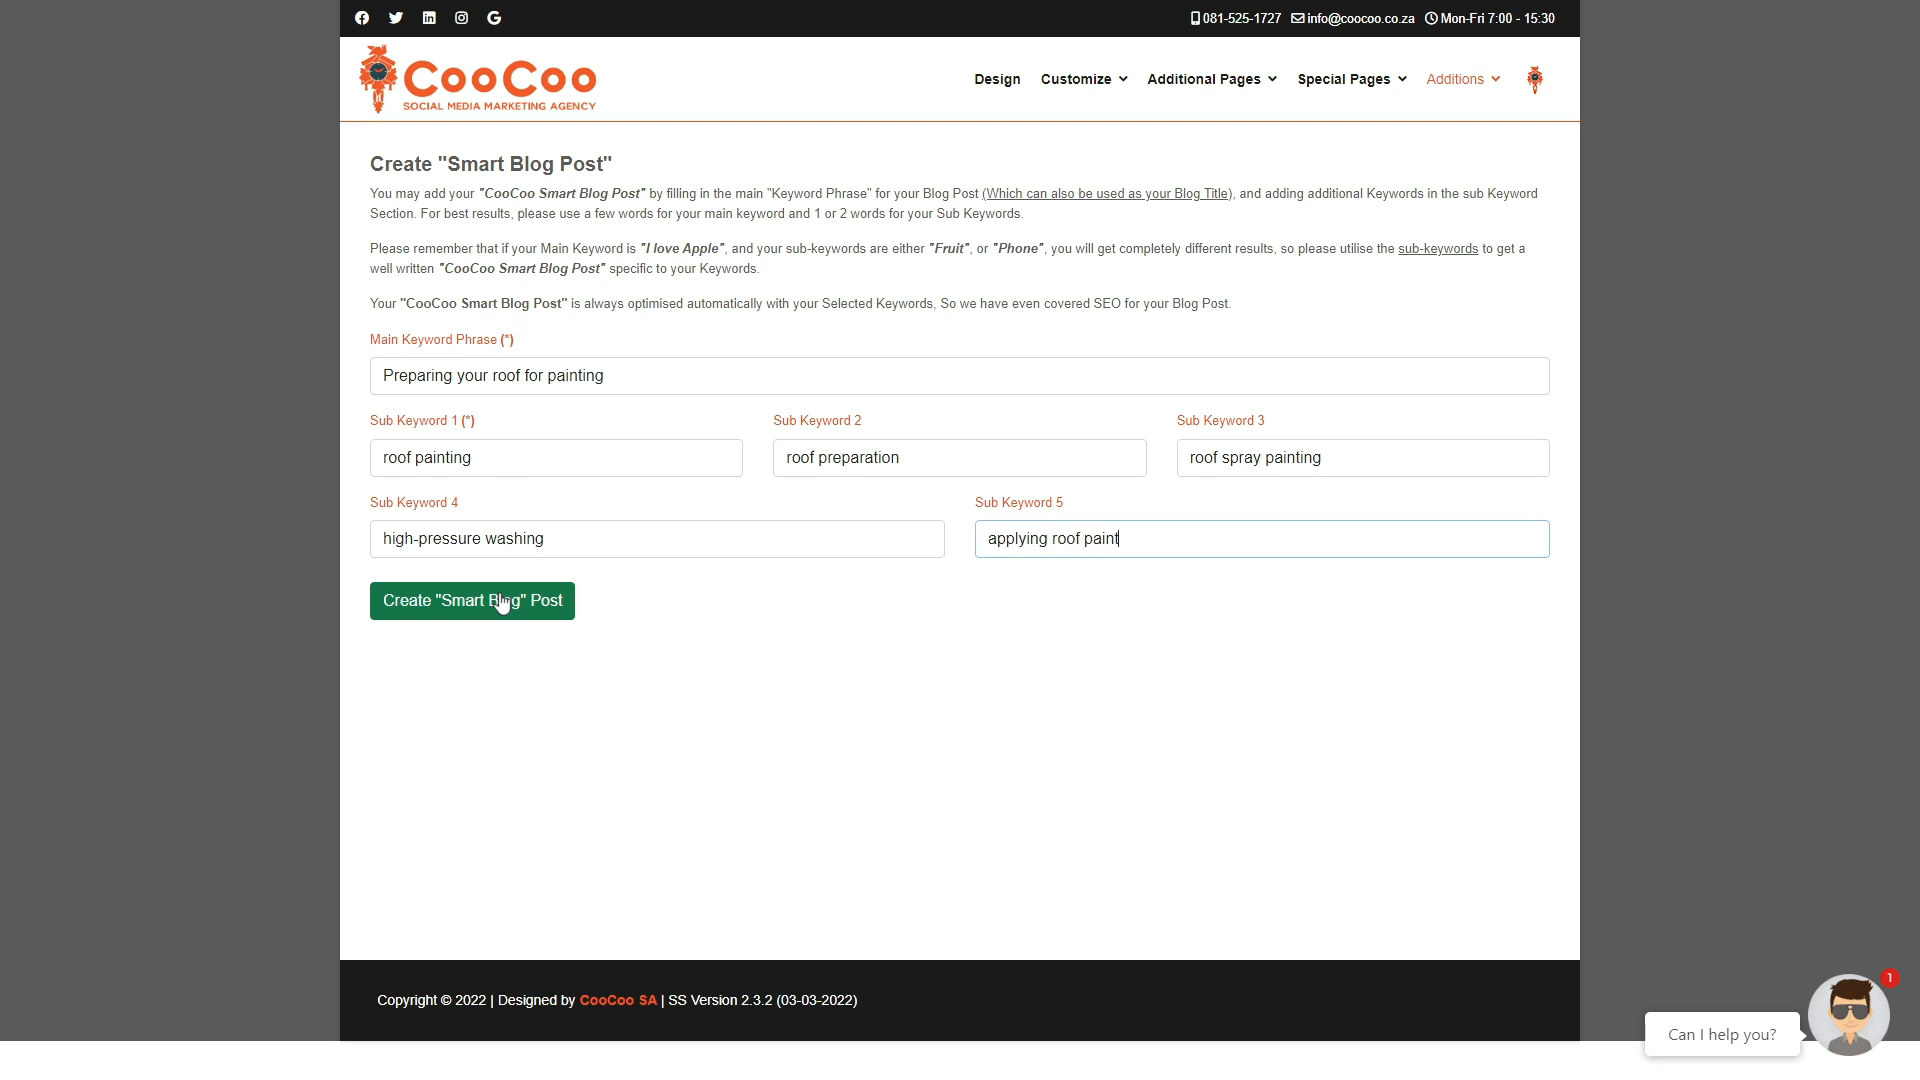 081-525-1727 info@coocoo.co.za Mon-Fri 7:00 - 15:30
CooCoo
SOCIAL MEDIA MARKETING AGENCY
Design Customize Additional Pages Special Pages Additions
Create "Smart Blog Post"
You may add your "CooCoo Smart Blog Post" by filling in the main "Keyword Phrase" for your Blog Post (Which can also be used as your Blog Title), and adding additional Keywords in the sub Keyword
Section. For best results, please use a few words for your main keyword and 1 or 2 words for your Sub Keywords.
Please remember that if your Main Keyword is "I love Apple", and your sub-keywords are either "Fruit", or "Phone", you will get completely different results, so please utilise the sub-keywords to get a
well written "CooCoo Smart Blog Post" specific to your Keywords.
Your "CooCoo Smart Blog Post" is always optimised automatically with your Selected Keywords, So we have even covered SEO for your Blog Post.
Main Keyword Phrase (*)
Preparing your roof for painting
Sub Keyword 1 (*) Sub Keyword 2 Sub Keyword 3
roof painting roof preparation roof spray painting
Sub Keyword 4 Sub Keyword 5
high-pressure washing applying roof paint
Create "Smart Blog" Post
Copyright © 2022 | Designed by CooCoo SA | SS Version 2.3.2 (03-03-2022)
1
Can I help you?